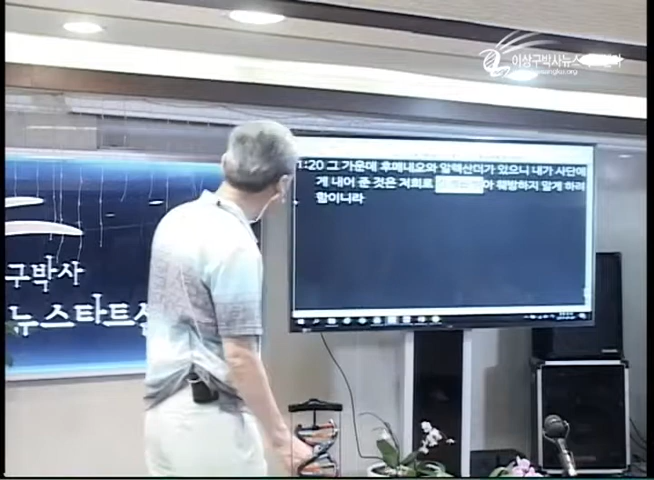 이상구박사뉴스
1:20 그 가운데 후메내오와 알렉산더가 있으니 내가 사단에
게 내어 준 것은 저희로 아 훼방하지 말게 하려
함이니라
구박사
뉴스타트